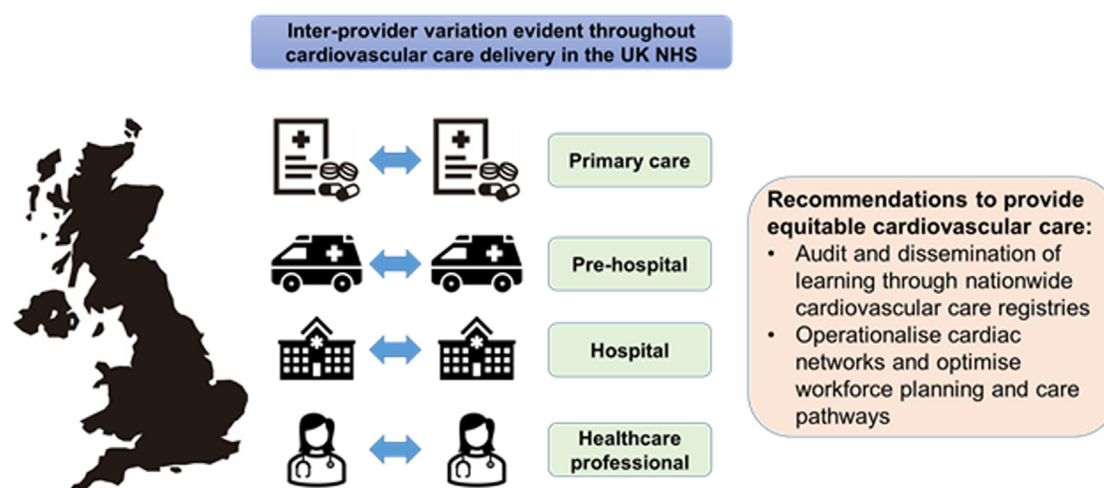 Inter-provider variation evident throughout
cardiovascular care delivery in the UK NHS
Primary care
Pre-hospital
Hospital
Healthcare
professional
Recommendations to provide
equitable cardiovascular care:
• Audit and dissemination of
learning through nationwide
cardiovascular care registries
• Operationalise cardiac
networks and optimise
workforce planning and care
pathways